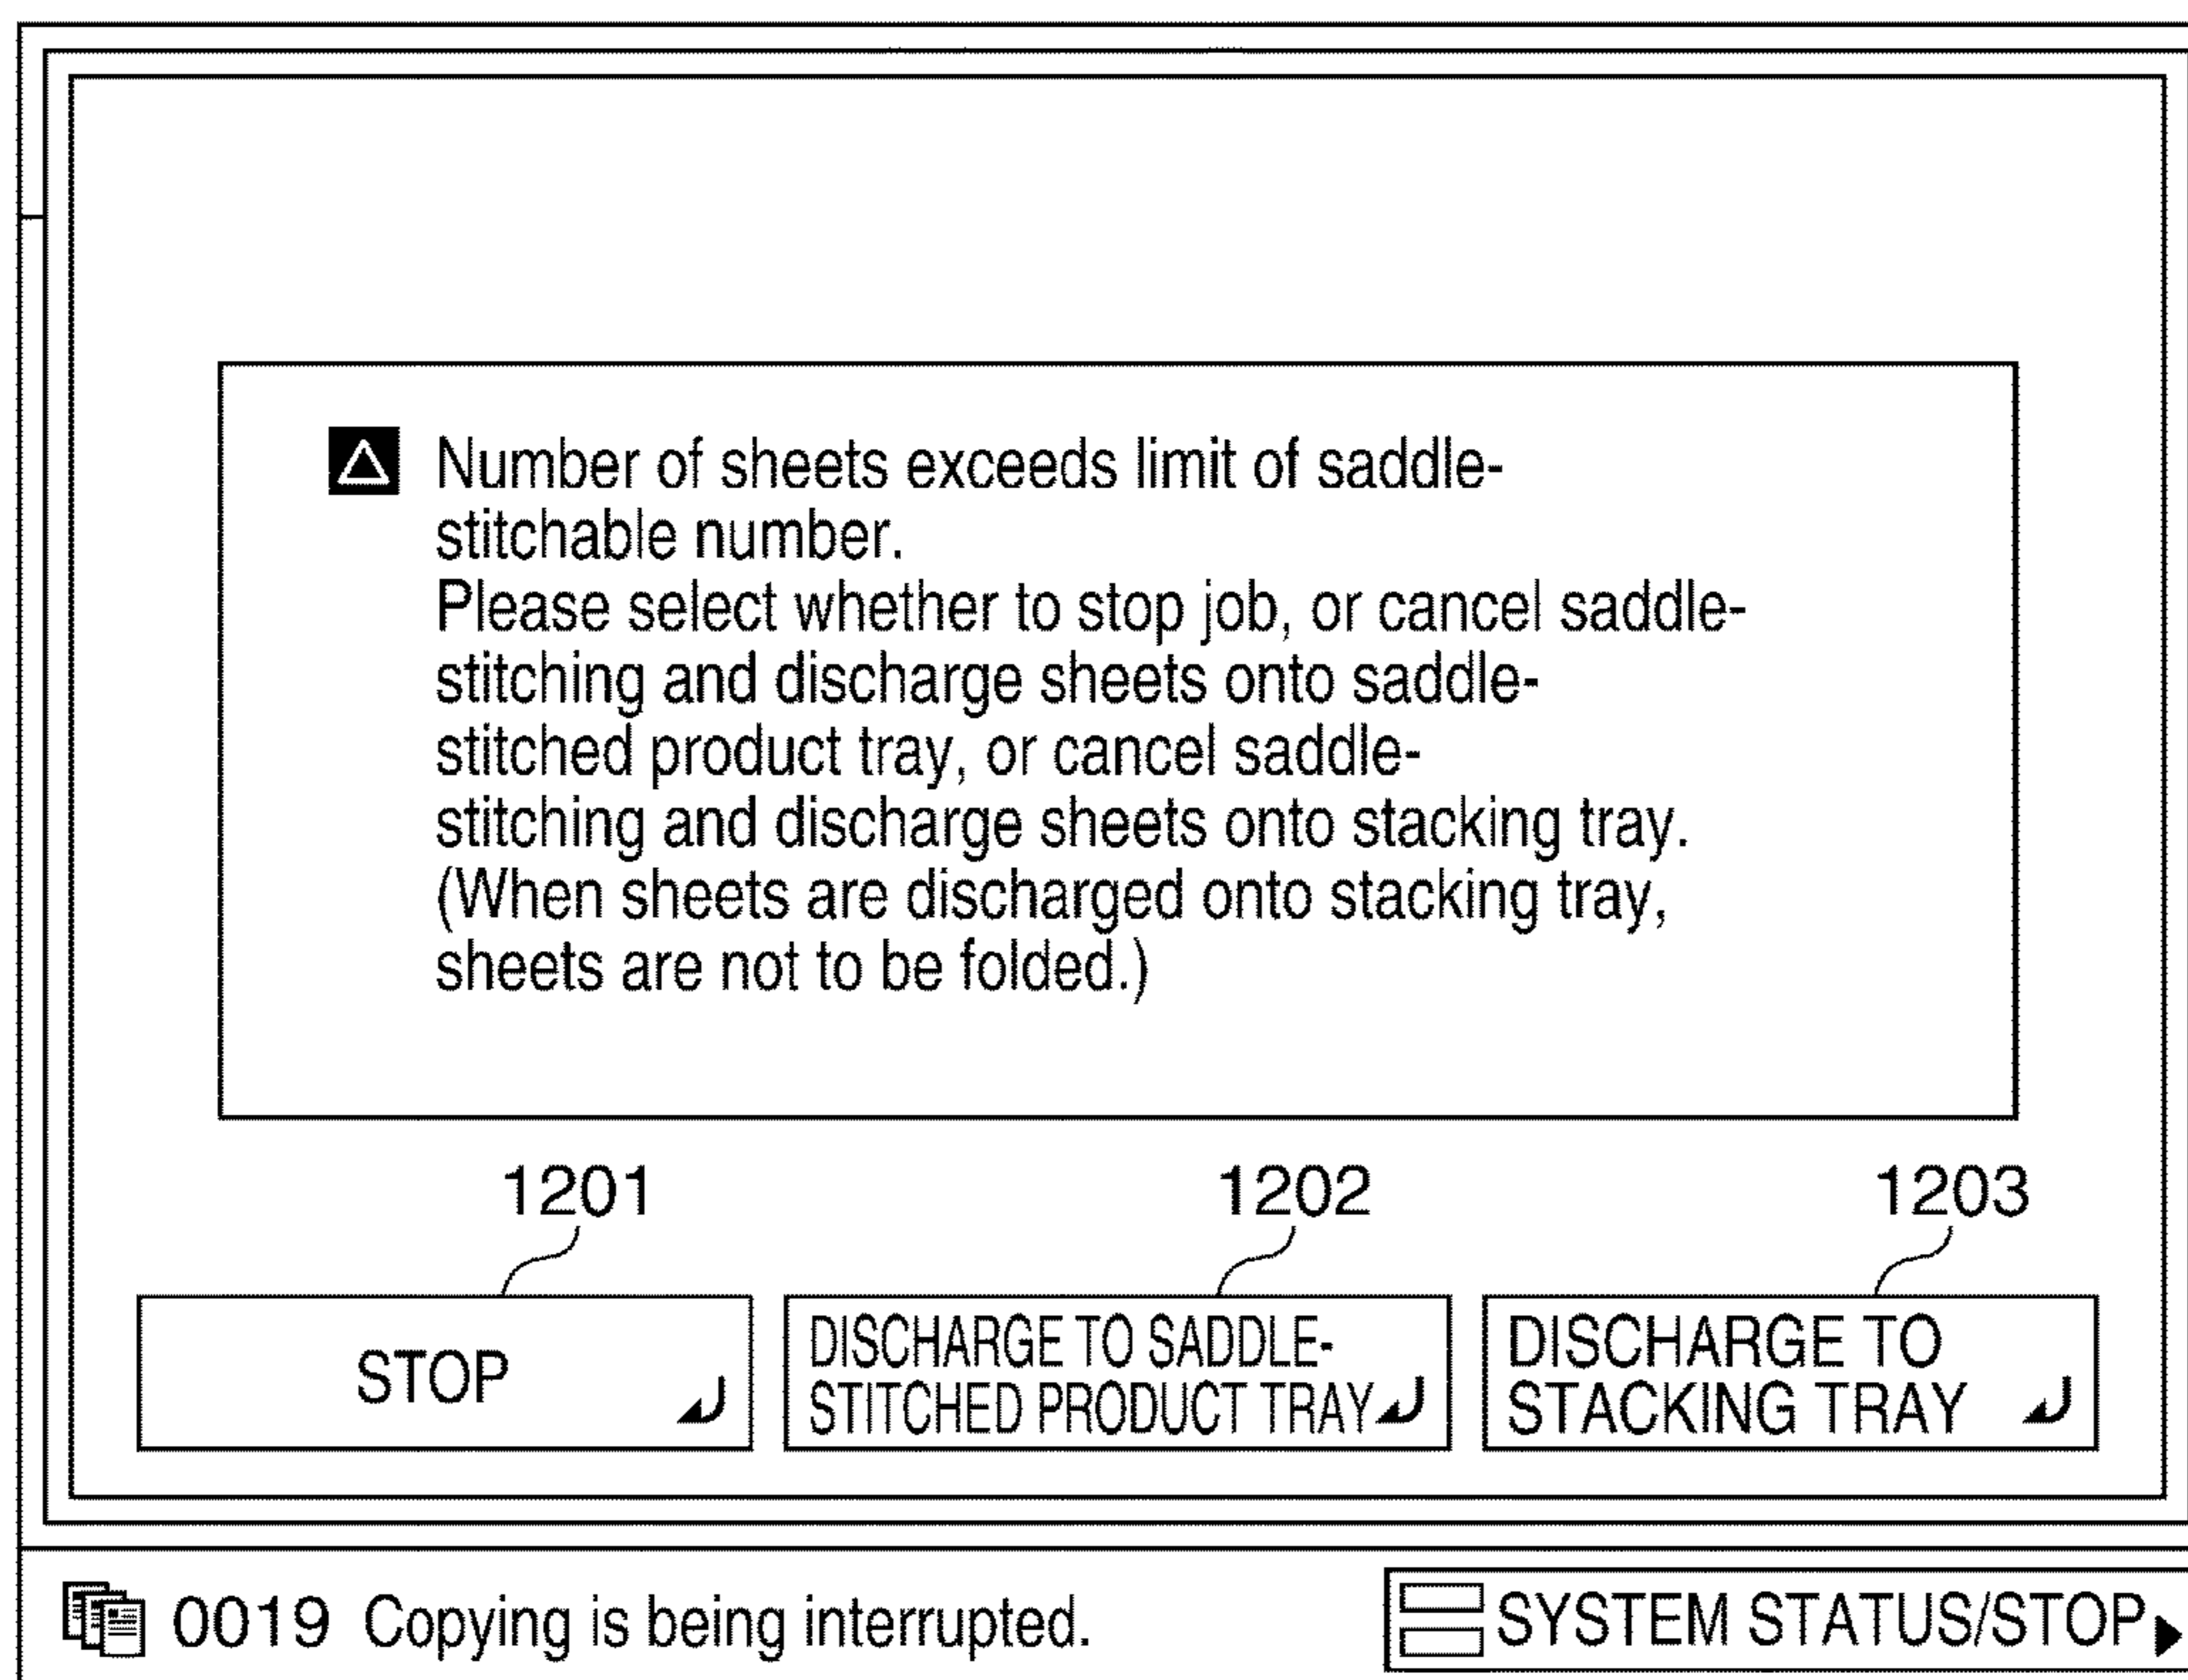 Number of sheets exceeds limit of saddle-
stitchable number.
Please select whether to stop job, or cancel saddle-
stitching and discharge sheets onto saddle-
stitched product tray, or cancel saddle-
stitching and discharge sheets onto stacking tray.
(When sheets are discharged onto stacking tray,
sheets are not to be folded.)
1201 1202 1203
STOP
DISCHARGE TO SADDLE-
STITCHED PRODUCT TRAY
DISCHARGE TO
STACKING TRAY
0019 Copying is being interrupted.
SYSTEM STATUS/STOP